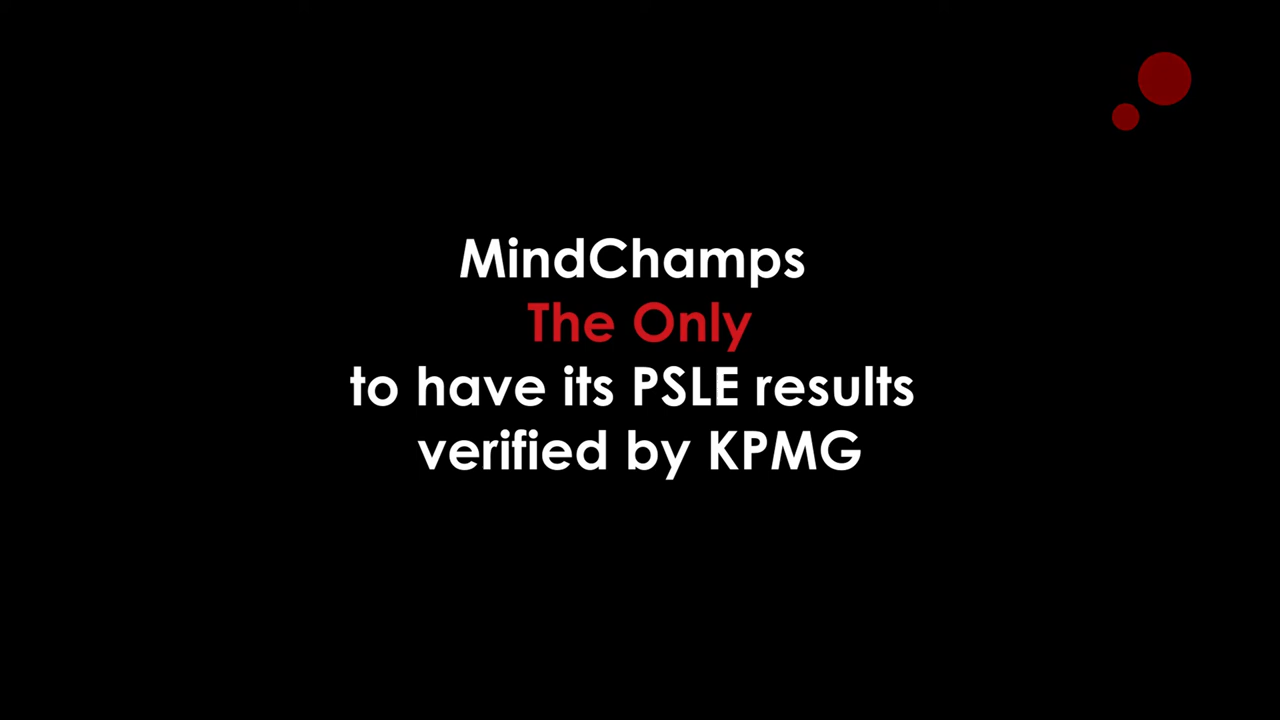 MindChamps
The Only
to have its PSLE results
verified by KPMG